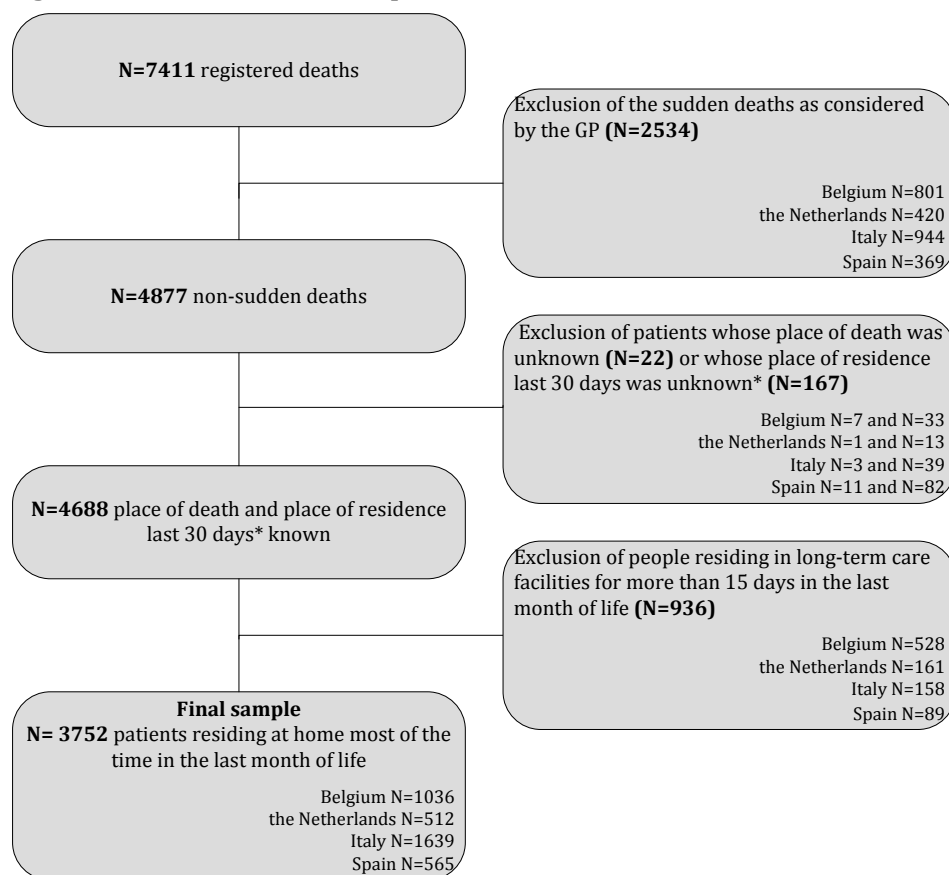 N=7411 registered deaths
Exclusion of the sudden deaths as considered
by the GP (N=2534)
Belgium N=801
the Netherlands N=420
Italy N=944
Spain N=369
N=4877 non-sudden deaths
Exclusion of patients whose place of death was
unknown (N=22) or whose place of residence
last 30 days was unknown* (N=167)
Belgium N=7 and N=33
the Netherlands N=1 and N=13
Italy N=3 and N=39
Spain N=11 and N=82
N=4688 place of death and place of residence
last 30 days* known
Exclusion of people residing in long-term care
facilities for more than 15 days in the last
month of life (N=936)
Belgium N=528
the Netherlands N=161
Italy N=158
Spain N=89
Final sample
N= 3752 patients residing at home most of the
time in the last month of life
Belgium N=1036
the Netherlands N=512
Italy N=1639
Spain N=565